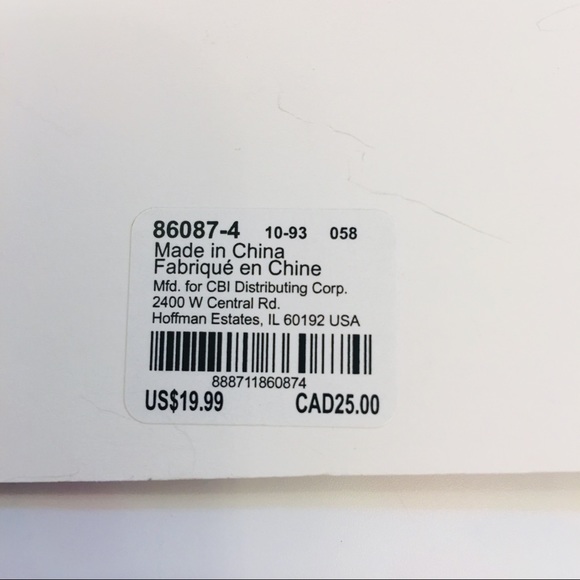 86087-4 10-93 058
Made in China
Fabriqué en Chine
Mfd. for CBI Distributing Corp.
2400 W Central Rd.
Hoffman Estates, IL 60192 USA
888711860874
US$19.99 CAD25.00